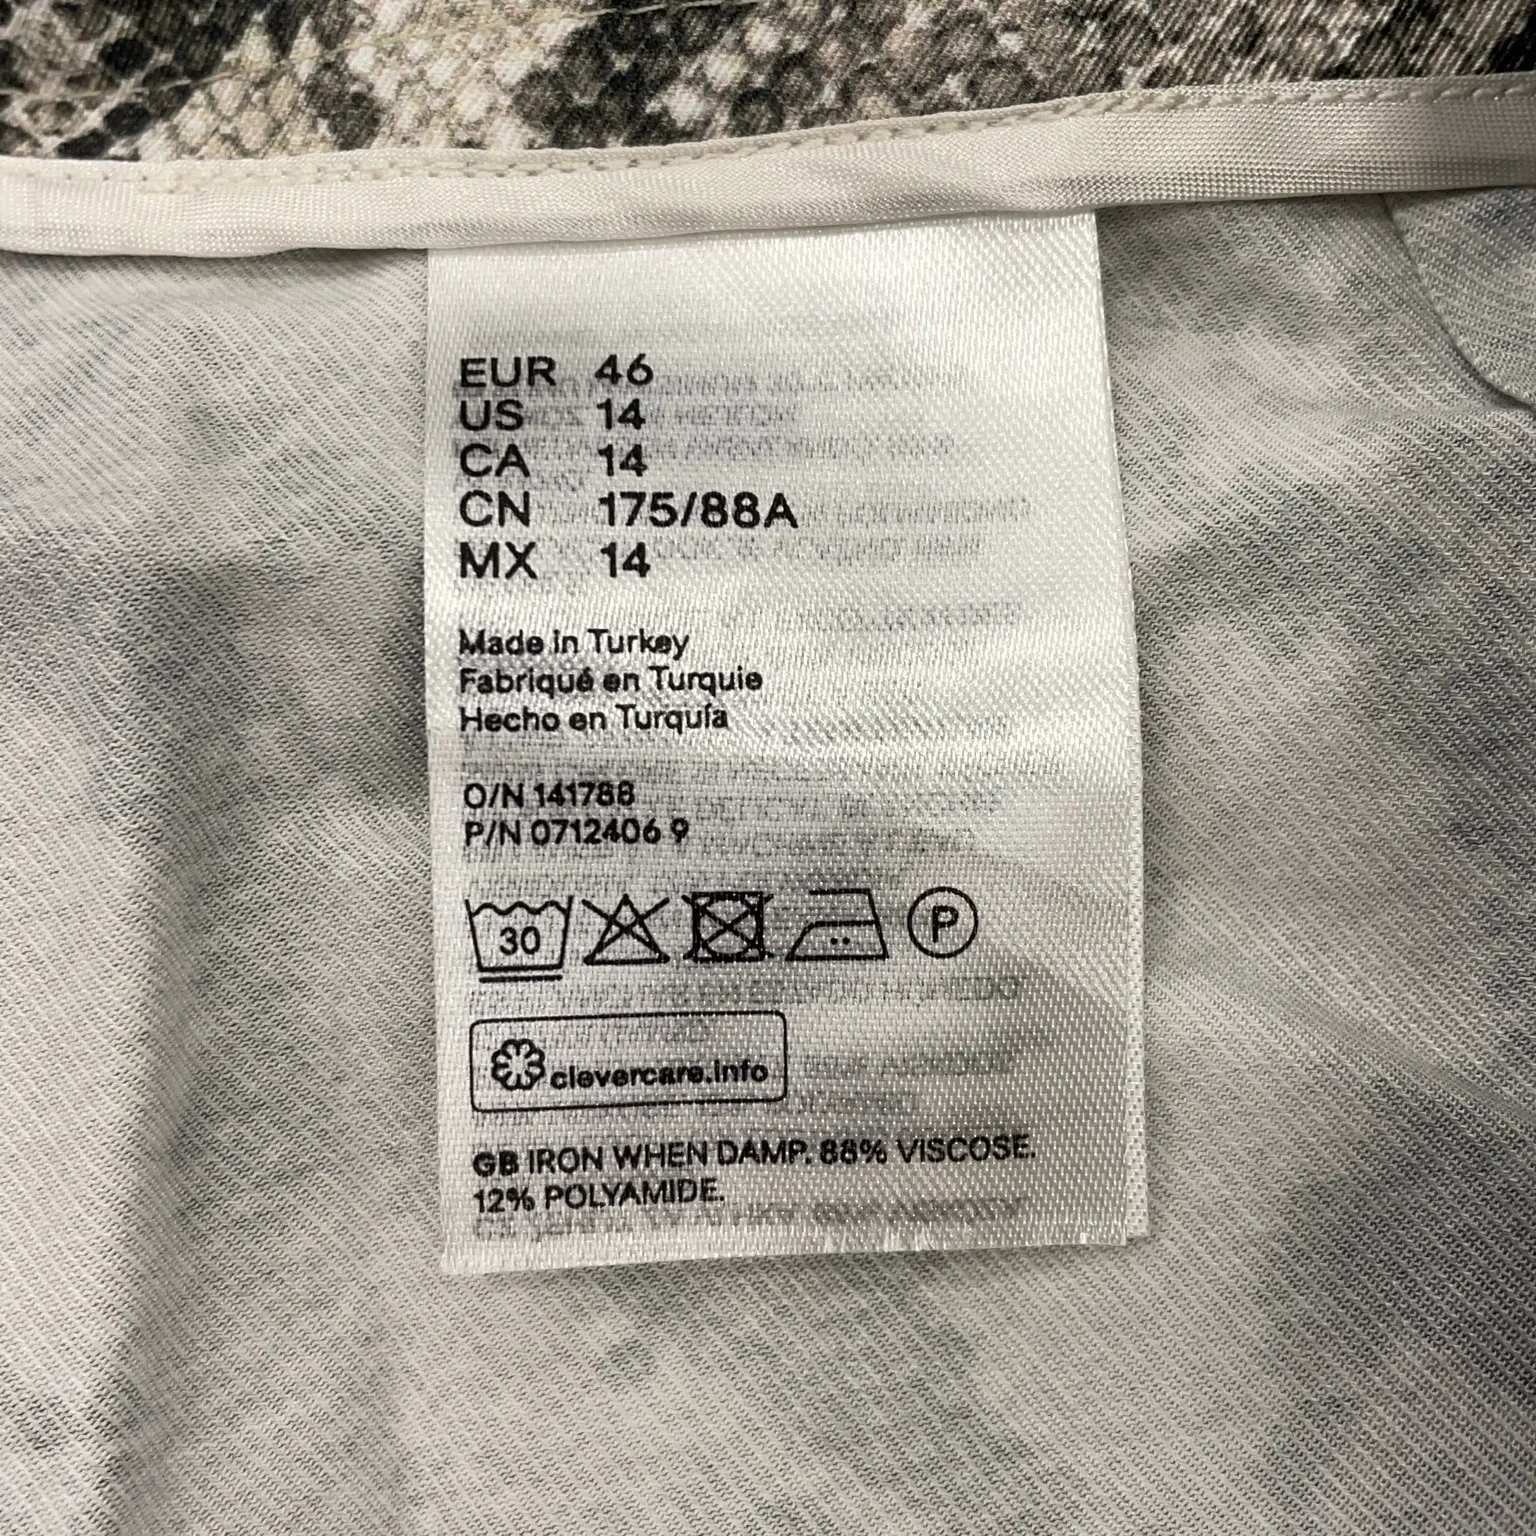 EUR 46
US 14
CA 14
CN 175/88A
MX 14
Made in Turkey
Fabriqué en Turquie
Hecho en Turquía
O/N 141788
P/N 0712406 9
30
P
clevercare.info
GB IRON WHEN DAMP. 88% VISCOSE.
12% POLYAMIDE.